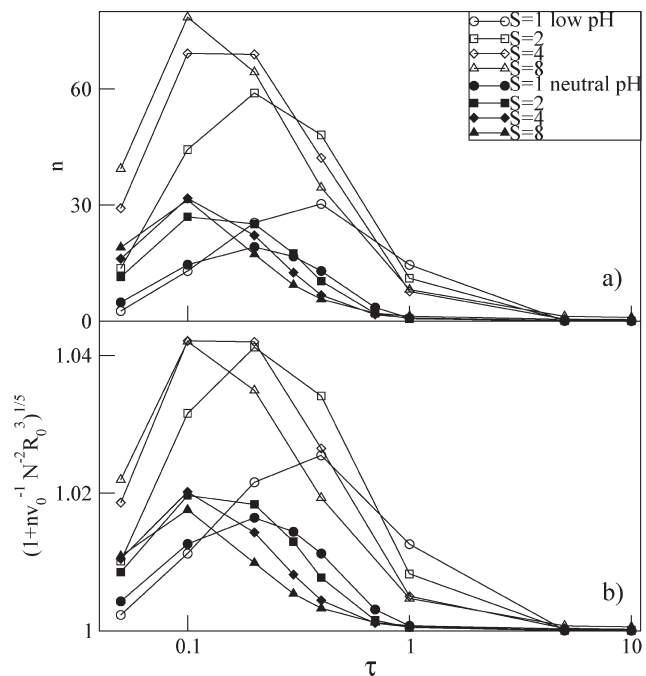 S=1 low pH
S=2
S=4
S=8
S=1 neutral pH
S=2
S=4
S=8
60
30
0
n
a)
1.04
1.02
1
(1+nv₀⁻¹ N⁻²R₀³)¹/⁵
b)
0.1 1 10
τ